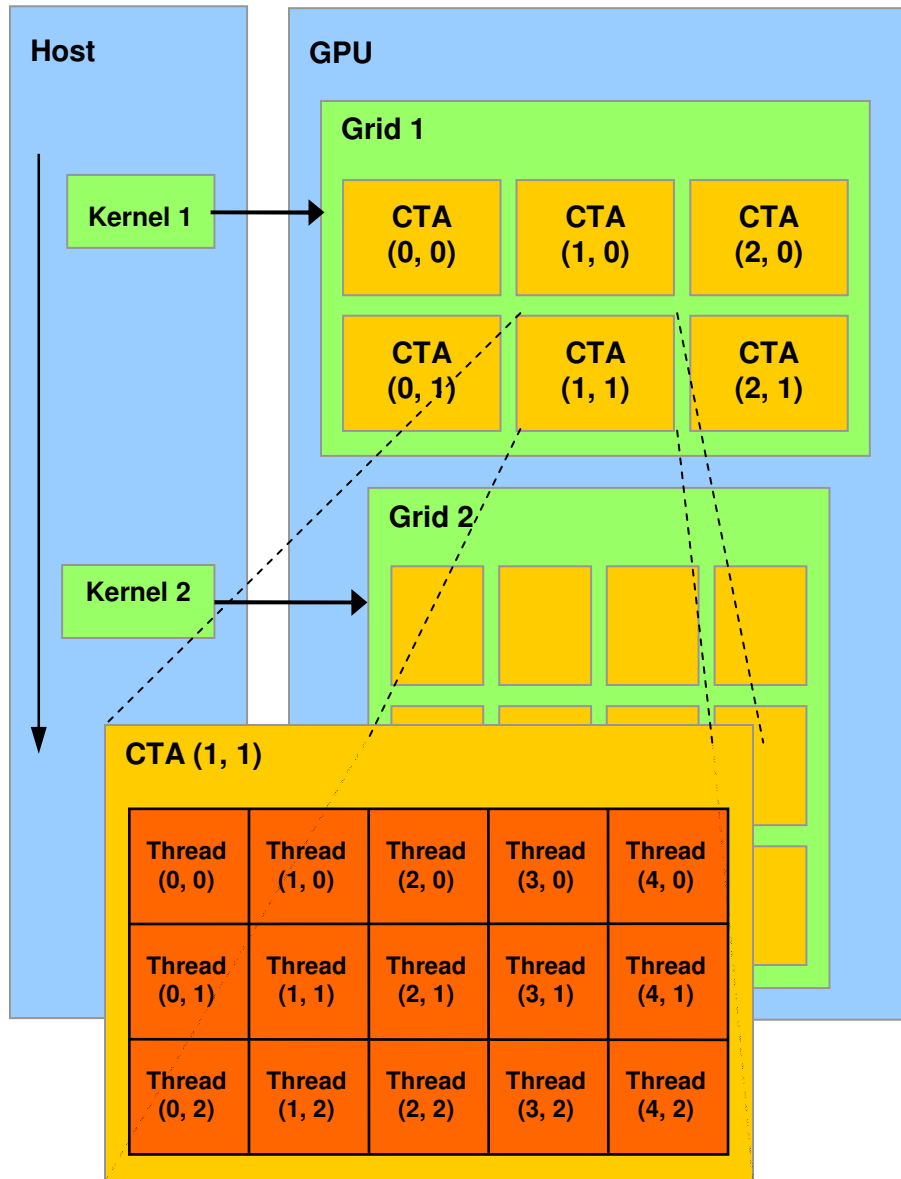 Host
GPU
Grid 1
Kernel 1
CTA
(0, 0)
CTA
(1, 0)
CTA
(2, 0)
CTA
(0, 1)
CTA
(1, 1)
CTA
(2, 1)
Grid 2
Kernel 2
CTA (1, 1)
Thread
(0, 0)
Thread
(1, 0)
Thread
(2, 0)
Thread
(3, 0)
Thread
(4, 0)
Thread
(0, 1)
Thread
(1, 1)
Thread
(2, 1)
Thread
(3, 1)
Thread
(4, 1)
Thread
(0, 2)
Thread
(1, 2)
Thread
(2, 2)
Thread
(3, 2)
Thread
(4, 2)